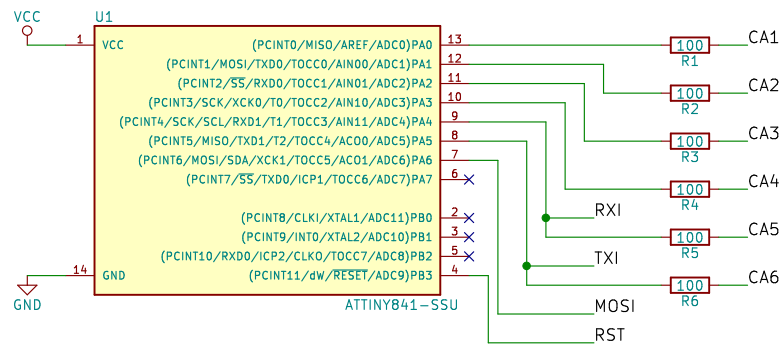 VCC
U1
1 VCC (PCINT0/MISO/AREF/ADC0)PA0 13 100 R1 CA1
(PCINT1/MOSI/TXD0/TOCC0/AIN00/ADC1)PA1 12 100 R2 CA2
(PCINT2/SS/RXD0/TOCC1/AIN01/ADC2)PA2 11 100 R3 CA3
(PCINT3/SCK/XCK0/T0/TOCC2/AIN10/ADC3)PA3 10 100 R4 CA4
(PCINT4/SCK/SCL/RXD1/T1/TOCC3/AIN11/ADC4)PA4 9 RXI 100 R5 CA5
(PCINT5/MISO/TXD1/T2/TOCC4/ACO0/ADC5)PA5 8 TXI 100 R6 CA6
(PCINT6/MOSI/SDA/XCK1/TOCC5/ACO1/ADC6)PA6 7 MOSI
(PCINT7/SS/TXD0/ICP1/TOCC6/ADC7)PA7 6
(PCINT8/CLKI/XTAL1/ADC11)PB0 2
(PCINT9/INT0/XTAL2/ADC10)PB1 3
(PCINT10/RXD0/ICP2/CLKO/TOCC7/ADC8)PB2 5
14 GND (PCINT11/dW/RESET/ADC9)PB3 4 RST
GND
ATTINY841-SSU